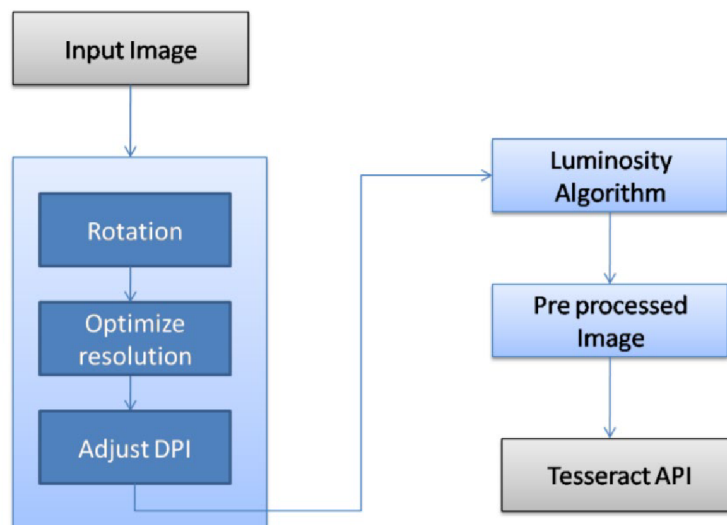 Input Image
Rotation
Optimize
resolution
Adjust DPI
Luminosity
Algorithm
Pre processed
Image
Tesseract API